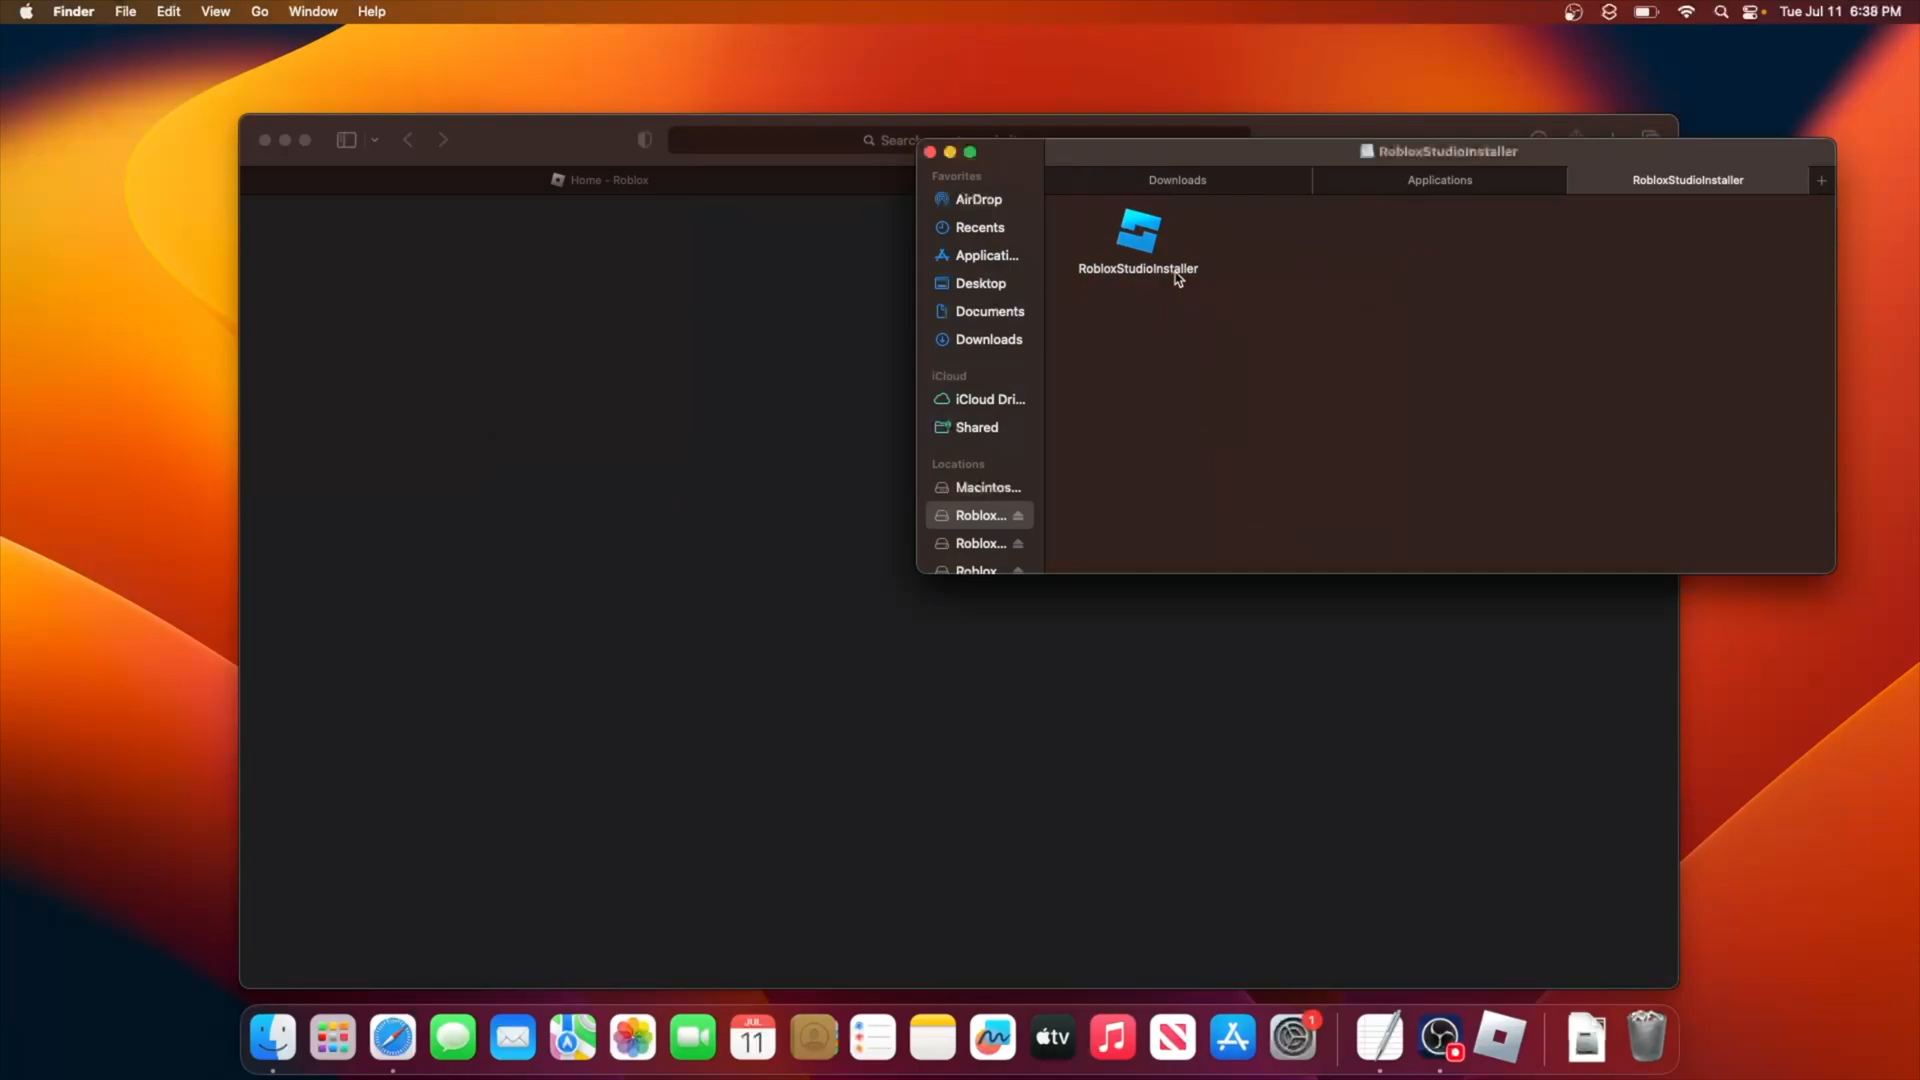 Finder File Edit View Go Window Help Tue Jul 11 6:38 PM
Home - Roblox
RobloxStudioInstaller
Downloads Applications RobloxStudioInstaller
Favorites
AirDrop
Recents
Applicati...
Desktop
Documents
Downloads
iCloud
iCloud Dri...
Shared
Locations
Macintos...
Roblox...
Roblox...
Roblox
RobloxStudioInstaller
JUL
11
tv
1